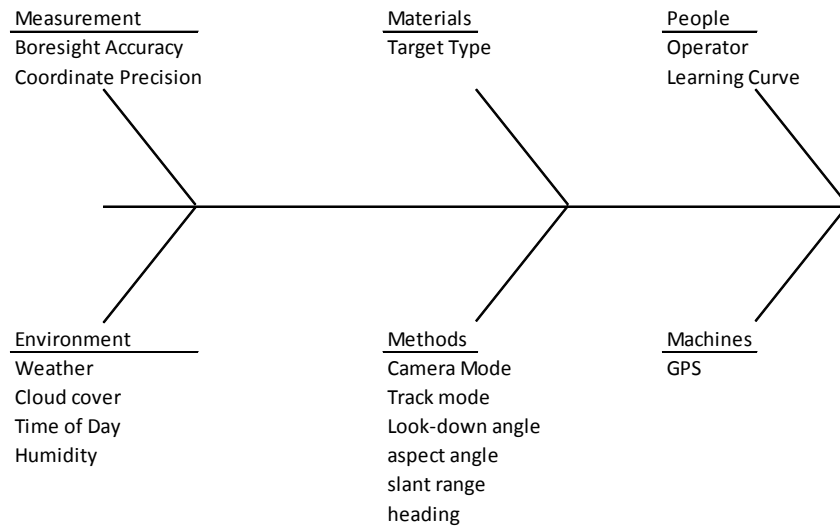 Measurement
Boresight Accuracy
Coordinate Precision
Materials
Target Type
People
Operator
Learning Curve
Environment
Weather
Cloud cover
Time of Day
Humidity
Methods
Camera Mode
Track mode
Look-down angle
aspect angle
slant range
heading
Machines
GPS